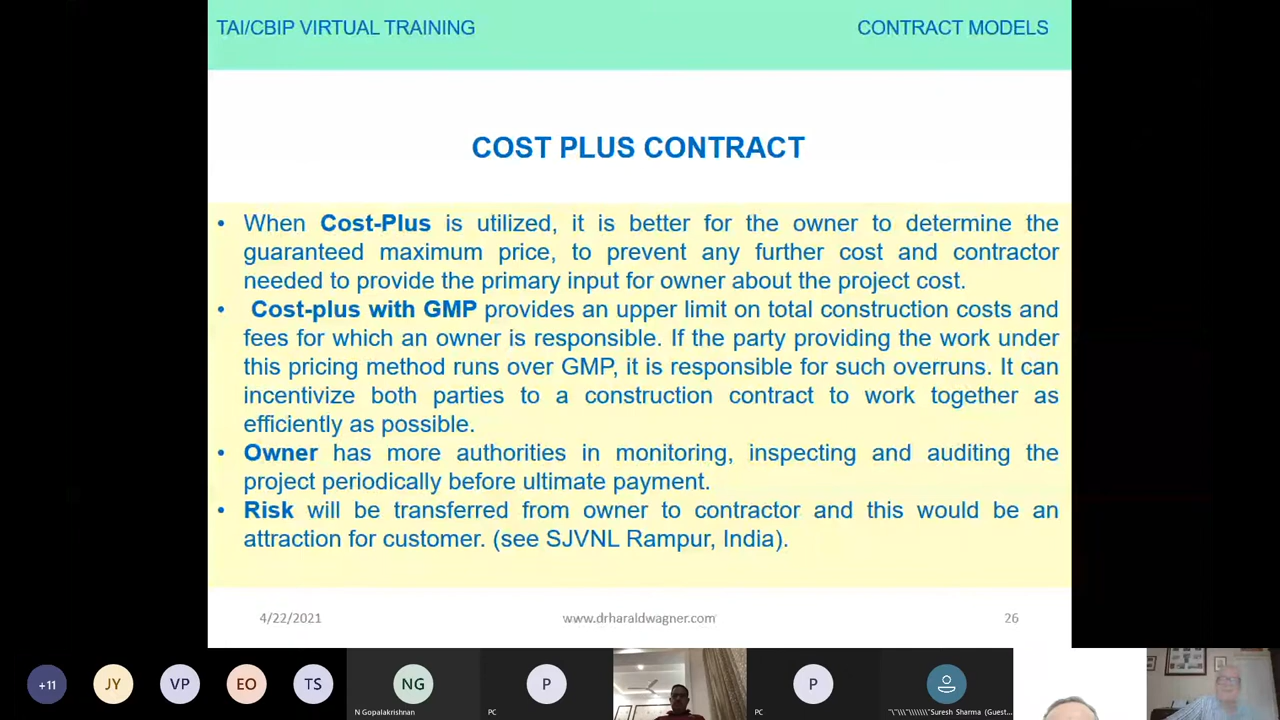 TAI/CBIP VIRTUAL TRAINING CONTRACT MODELS
COST PLUS CONTRACT
• When Cost-Plus is utilized, it is better for the owner to determine the
guaranteed maximum price, to prevent any further cost and contractor
needed to provide the primary input for owner about the project cost.
• Cost-plus with GMP provides an upper limit on total construction costs and
fees for which an owner is responsible. If the party providing the work under
this pricing method runs over GMP, it is responsible for such overruns. It can
incentivize both parties to a construction contract to work together as
efficiently as possible.
• Owner has more authorities in monitoring, inspecting and auditing the
project periodically before ultimate payment.
• Risk will be transferred from owner to contractor and this would be an
attraction for customer. (see SJVNL Rampur, India).
4/22/2021 www.drharaldwagner.com 26
+11 JY VP EO TS NG P P
N Gopalakrishnan PC PC "\"\\\"\\\\\\\"Suresh Sharma (Guest...